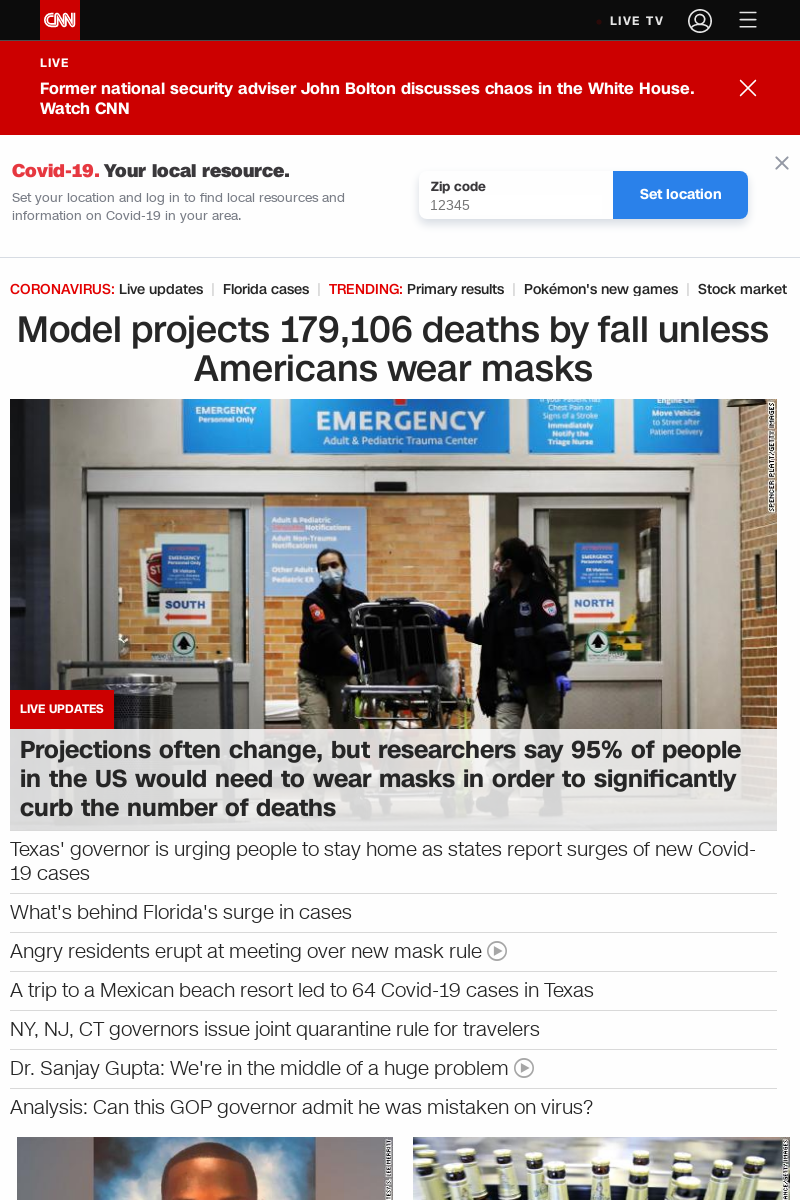 CNN
LIVE TV
LIVE
Former national security adviser John Bolton discusses chaos in the White House.
Watch CNN
Covid-19. Your local resource.
Set your location and log in to find local resources and
information on Covid-19 in your area.
Zip code
12345
Set location
CORONAVIRUS: Live updates | Florida cases | TRENDING: Primary results | Pokémon's new games | Stock market
Model projects 179,106 deaths by fall unless
Americans wear masks
EMERGENCY
Personnel Only
EMERGENCY
Adult & Pediatric Trauma Center
Chest Pain or
Signs of a Stroke
Immediately
Notify the
Triage Nurse
Engine Off
Move Vehicle
to Street after
Patient Delivery
SPENCER PLATT/GETTY IMAGES
Adult & Pediatric
Notifications
Adult Non-Trauma
Notifications
Other Adult
Pediatric ER
EMERGENCY
Personnel Only
EMERGENCY
Personnel Only
SOUTH
NORTH
LIVE UPDATES
Projections often change, but researchers say 95% of people
in the US would need to wear masks in order to significantly
curb the number of deaths
Texas' governor is urging people to stay home as states report surges of new Covid-
19 cases
What's behind Florida's surge in cases
Angry residents erupt at meeting over new mask rule
A trip to a Mexican beach resort led to 64 Covid-19 cases in Texas
NY, NJ, CT governors issue joint quarantine rule for travelers
Dr. Sanjay Gupta: We're in the middle of a huge problem
Analysis: Can this GOP governor admit he was mistaken on virus?